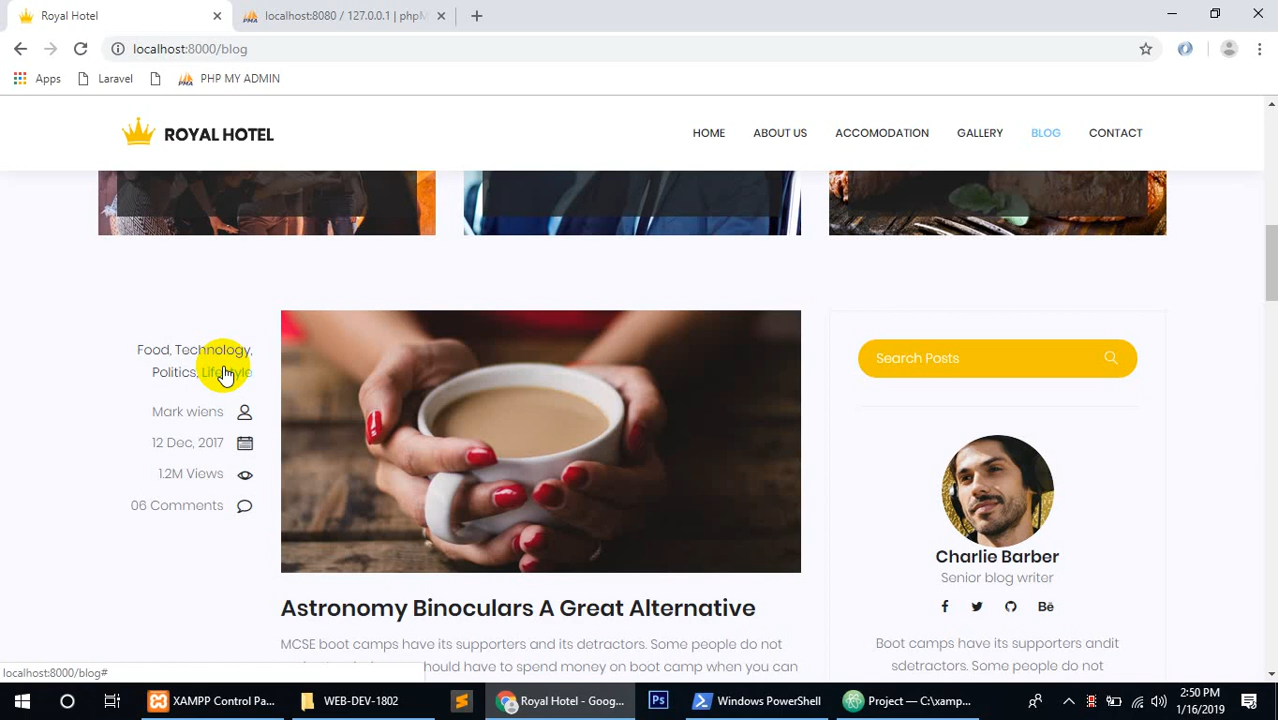 Royal Hotel
localhost:8080 / 127.0.0.1 | phpM
localhost:8000/blog
Apps
Laravel
PHP MY ADMIN
ROYAL HOTEL
HOME
ABOUT US
ACCOMODATION
GALLERY
BLOG
CONTACT
Food, Technology,
Politics, Lifestyle
Mark wiens
12 Dec, 2017
1.2M Views
06 Comments
Search Posts
Charlie Barber
Senior blog writer
Boot camps have its supporters andit
sdetractors. Some people do not
Astronomy Binoculars A Great Alternative
MCSE boot camps have its supporters and its detractors. Some people do not
should have to spend money on boot camp when you can
localhost:8000/blog#
XAMPP Control Pa...
WEB-DEV-1802
Royal Hotel - Goog...
Ps
Windows PowerShell
Project — C:\xamp...
2:50 PM
1/16/2019